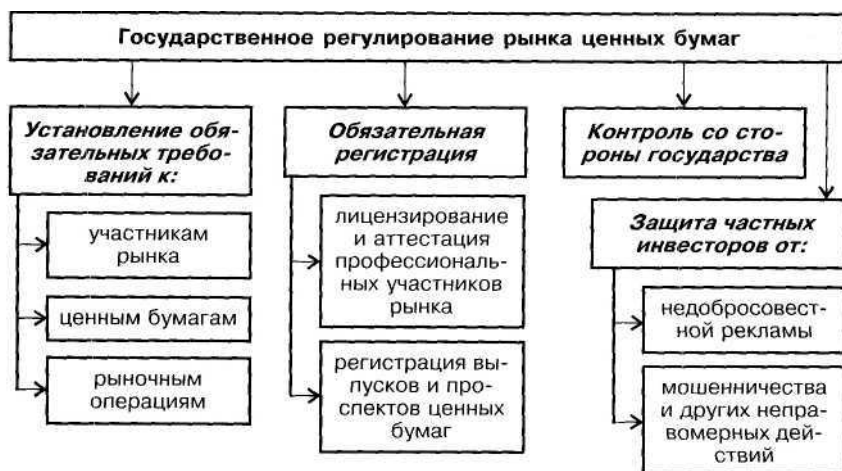 Государственное регулирование рынка ценных бумаг
Установление обя-
зательных требо-
ваний к:
участникам
рынка
ценным бумагам
рыночным
операциям
Обязательная
регистрация
лицензирование
и аттестация
профессиональ-
ных участников
рынка
регистрация вы-
пусков и про-
спектов ценных
бумаг
Контроль со сто-
роны государства
Защита частных
инвесторов от:
недобросовест-
ной рекламы
мошенничества
и других непра-
вомерных дей-
ствий